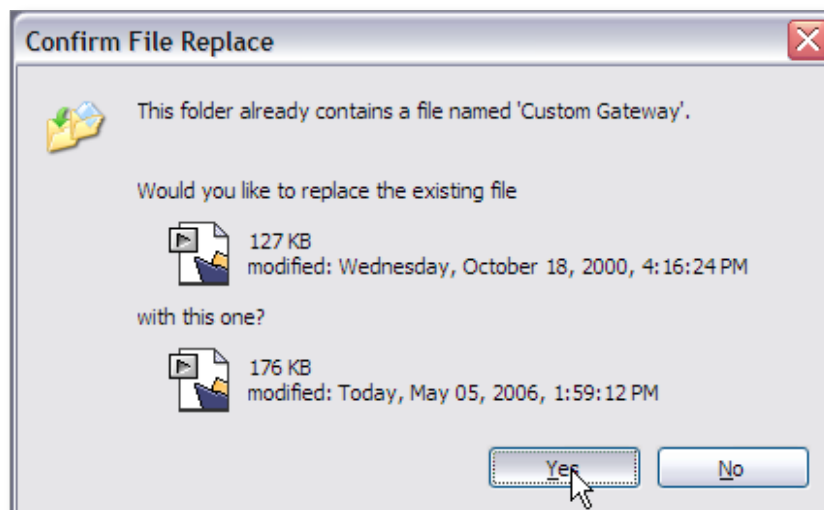 Confirm File Replace
This folder already contains a file named 'Custom Gateway'.
Would you like to replace the existing file
127 KB
modified: Wednesday, October 18, 2000, 4:16:24 PM
with this one?
176 KB
modified: Today, May 05, 2006, 1:59:12 PM
Yes No